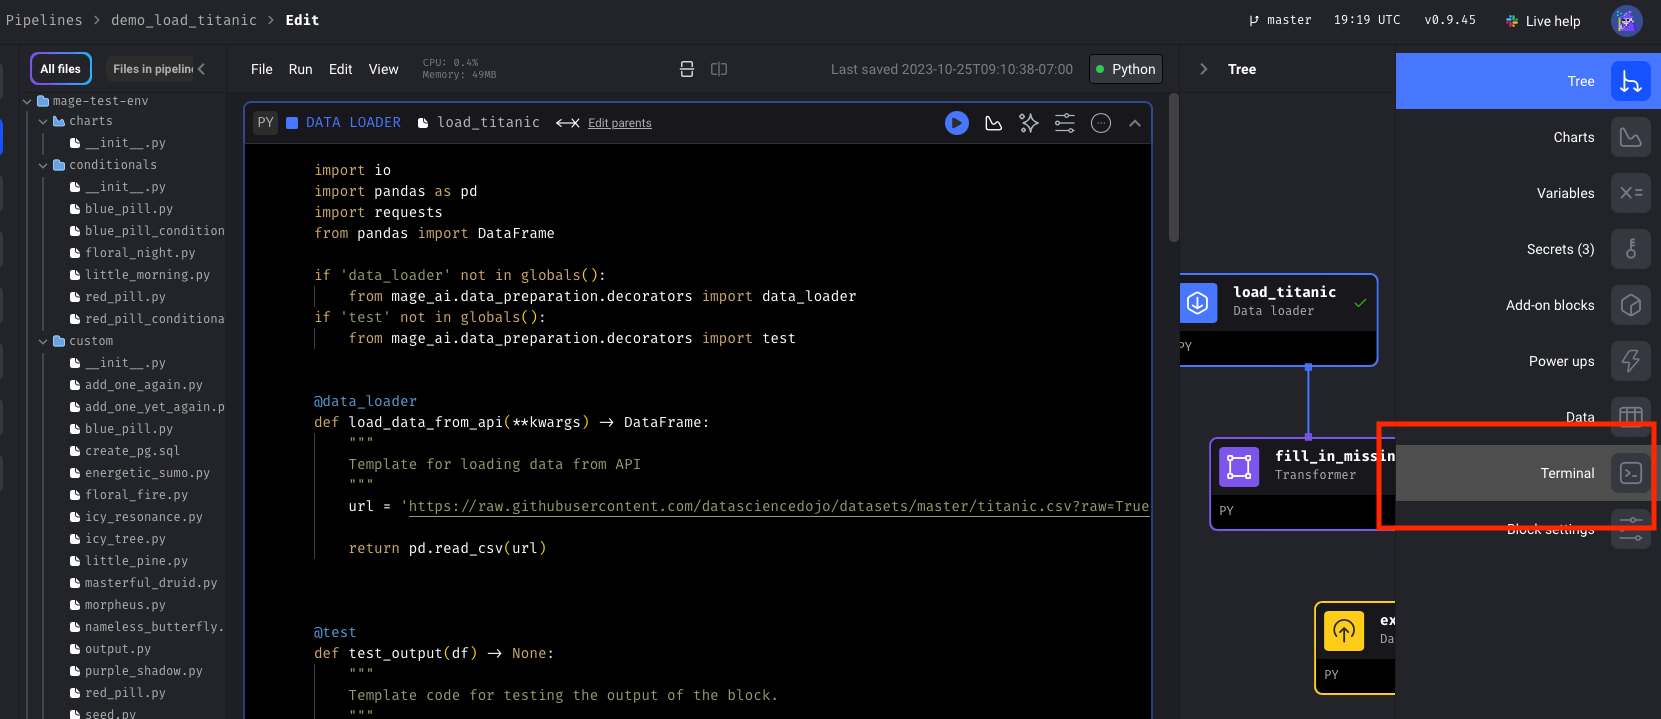 Pipelines > demo_load_titanic > Edit
master 19:19 UTC v0.9.45 Live help
All files Files in pipeline
File Run Edit View CPU: 0.4%
Memory: 49MB
Last saved 2023-10-25T09:10:38-07:00 Python
mage-test-env
charts
__init__.py
conditionals
__init__.py
blue_pill.py
blue_pill_condition
floral_night.py
little_morning.py
red_pill.py
red_pill_conditiona
custom
__init__.py
add_one_again.py
add_one_yet_again.p
blue_pill.py
create_pg.sql
energetic_sumo.py
floral_fire.py
icy_resonance.py
icy_tree.py
little_pine.py
masterful_druid.py
morpheus.py
nameless_butterfly.
output.py
purple_shadow.py
red_pill.py
seed.py
PY DATA LOADER load_titanic Edit parents
import io
import pandas as pd
import requests
from pandas import DataFrame
if 'data_loader' not in globals():
from mage_ai.data_preparation.decorators import data_loader
if 'test' not in globals():
from mage_ai.data_preparation.decorators import test
@data_loader
def load_data_from_api(**kwargs) -> DataFrame:
"""
Template for loading data from API
"""
url = 'https://raw.githubusercontent.com/datasciencedojo/datasets/master/titanic.csv?raw=True
return pd.read_csv(url)
@test
def test_output(df) -> None:
"""
Template code for testing the output of the block.
"""
Tree
load_titanic
Data loader
PY
fill_in_missin
Transformer
PY
ex
Da
PY
Tree
Charts
Variables
Secrets (3)
Add-on blocks
Power ups
Data
Terminal
Block settings